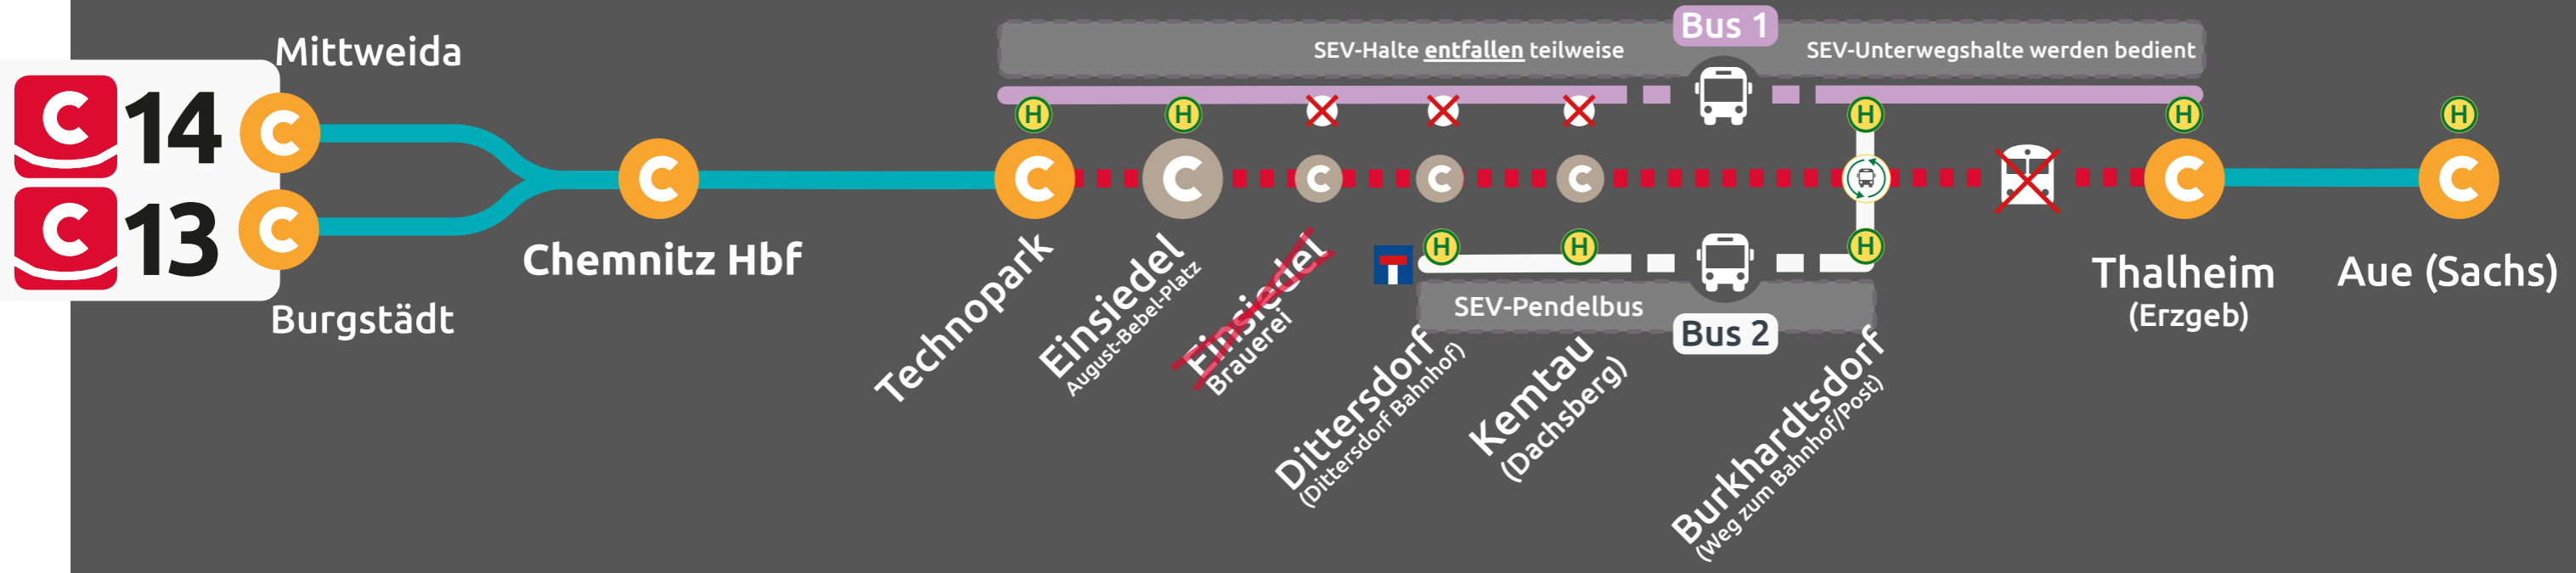 Mittweida
C 14
C 13
Burgstädt
C
C
Chemnitz Hbf
C
Bus 1
SEV-Halte entfallen teilweise
SEV-Unterwegshalte werden bedient
H
H
H
H
H
C
C
C
C
C
C
C
H
H
H
Technopark
Einsiedel
August-Bebel-Platz
Einsiedel
Brauerei
Dittersdorf
(Dittersdorf Bahnhof)
Kemtau
(Dachsberg)
Burkhardtsdorf
(Weg zum Bahnhof/Post)
SEV-Pendelbus
Bus 2
Thalheim
(Erzgeb)
Aue (Sachs)